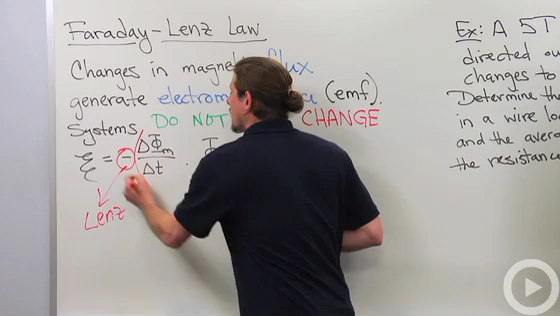 Faraday-Lenz Law
Changes in magnetic flux
generate (emf).
Systems DO NOT CHANGE
ξ = - ΔΦm / Δt . Φ
Lenz
Ex: A 5T
directed ou
changes to
Determine th
in a wire lo
and the avera
the resistanc